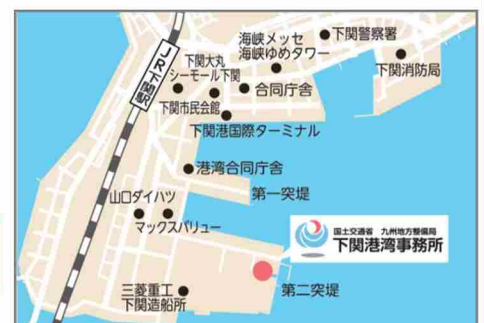 海峡メッセ
海峡ゆめタワー
下関警察署
下関大丸
シーモール下関
下関消防局
JR下関駅
合同庁舎
下関市民会館
下関港国際ターミナル
港湾合同庁舎
山口ダイハツ
第一突堤
マックスバリュー
国土交通省 九州地方整備局
下関港湾事務所
三菱重工
下関造船所
第二突堤